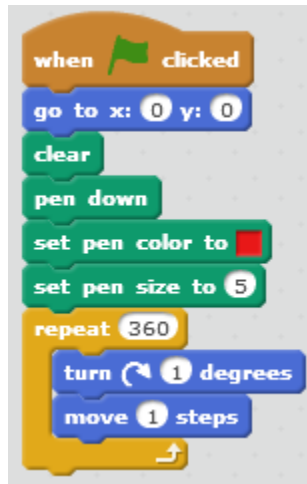 when clicked
go to x: 0 y: 0
clear
pen down
set pen color to
set pen size to 5
repeat 360
turn 1 degrees
move 1 steps